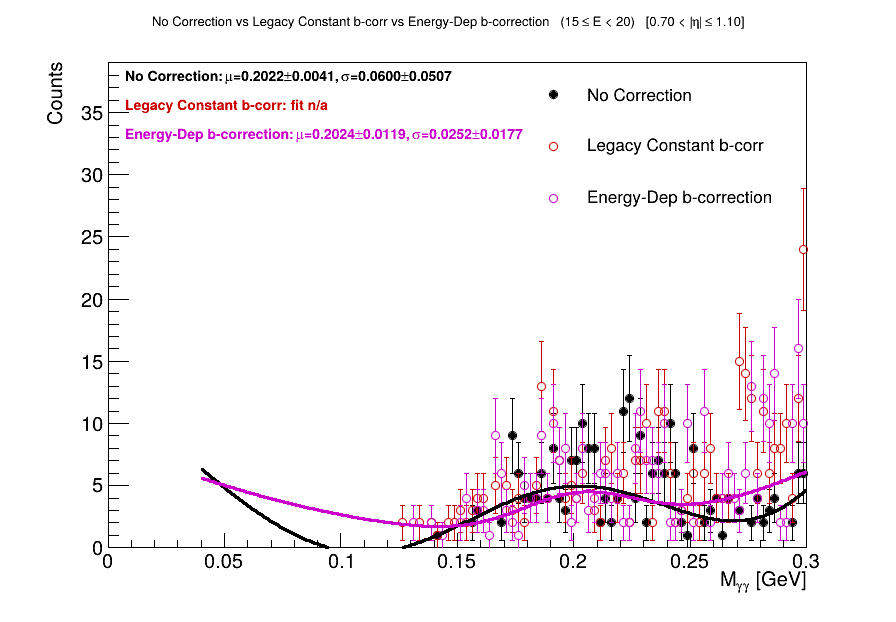 No Correction vs Legacy Constant b-corr vs Energy-Dep b-correction (15 ≤ E < 20) [0.70 < |η| ≤ 1.10]
Counts
No Correction: μ=0.2022±0.0041, σ=0.0600±0.0507
Legacy Constant b-corr: fit n/a
Energy-Dep b-correction: μ=0.2024±0.0119, σ=0.0252±0.0177
No Correction
Legacy Constant b-corr
Energy-Dep b-correction
35
30
25
20
15
10
5
0
0 0.05 0.1 0.15 0.2 0.25 0.3
Mγγ [GeV]